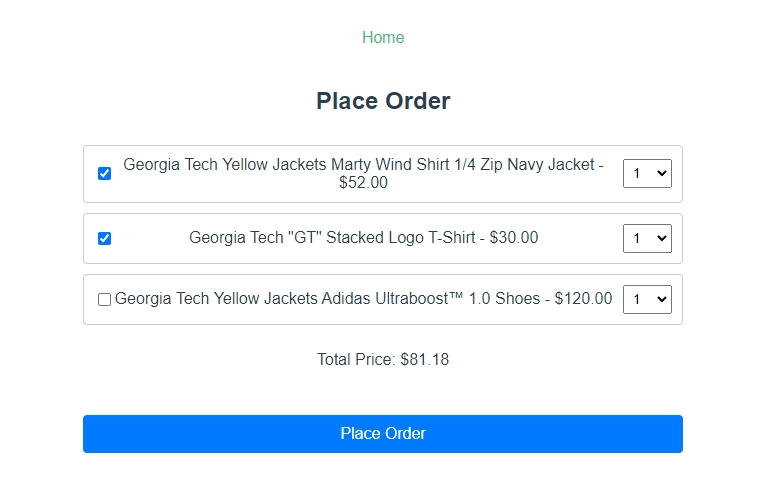 Home
Place Order
Georgia Tech Yellow Jackets Marty Wind Shirt 1/4 Zip Navy Jacket -
$52.00
1
Georgia Tech "GT" Stacked Logo T-Shirt - $30.00
1
Georgia Tech Yellow Jackets Adidas Ultraboost™ 1.0 Shoes - $120.00
1
Total Price: $81.18
Place Order